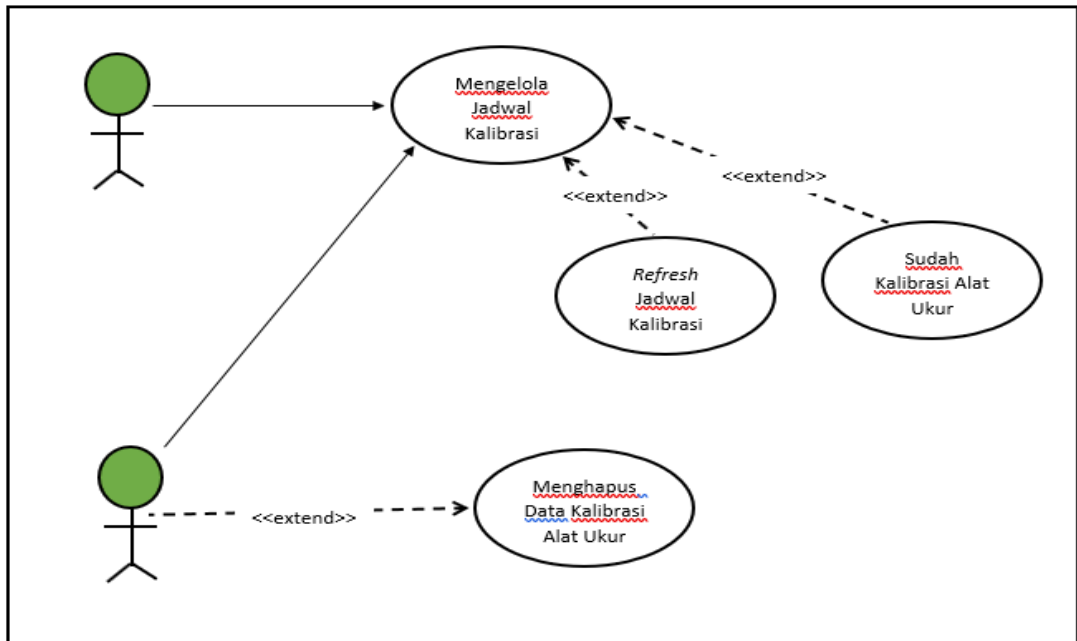 Mengelola
Jadwal
Kalibrasi
<<extend>>
<<extend>>
Refresh
Jadwal
Kalibrasi
Sudah
Kalibrasi Alat
Ukur
Menghapus
Data Kalibrasi
Alat Ukur
<<extend>>